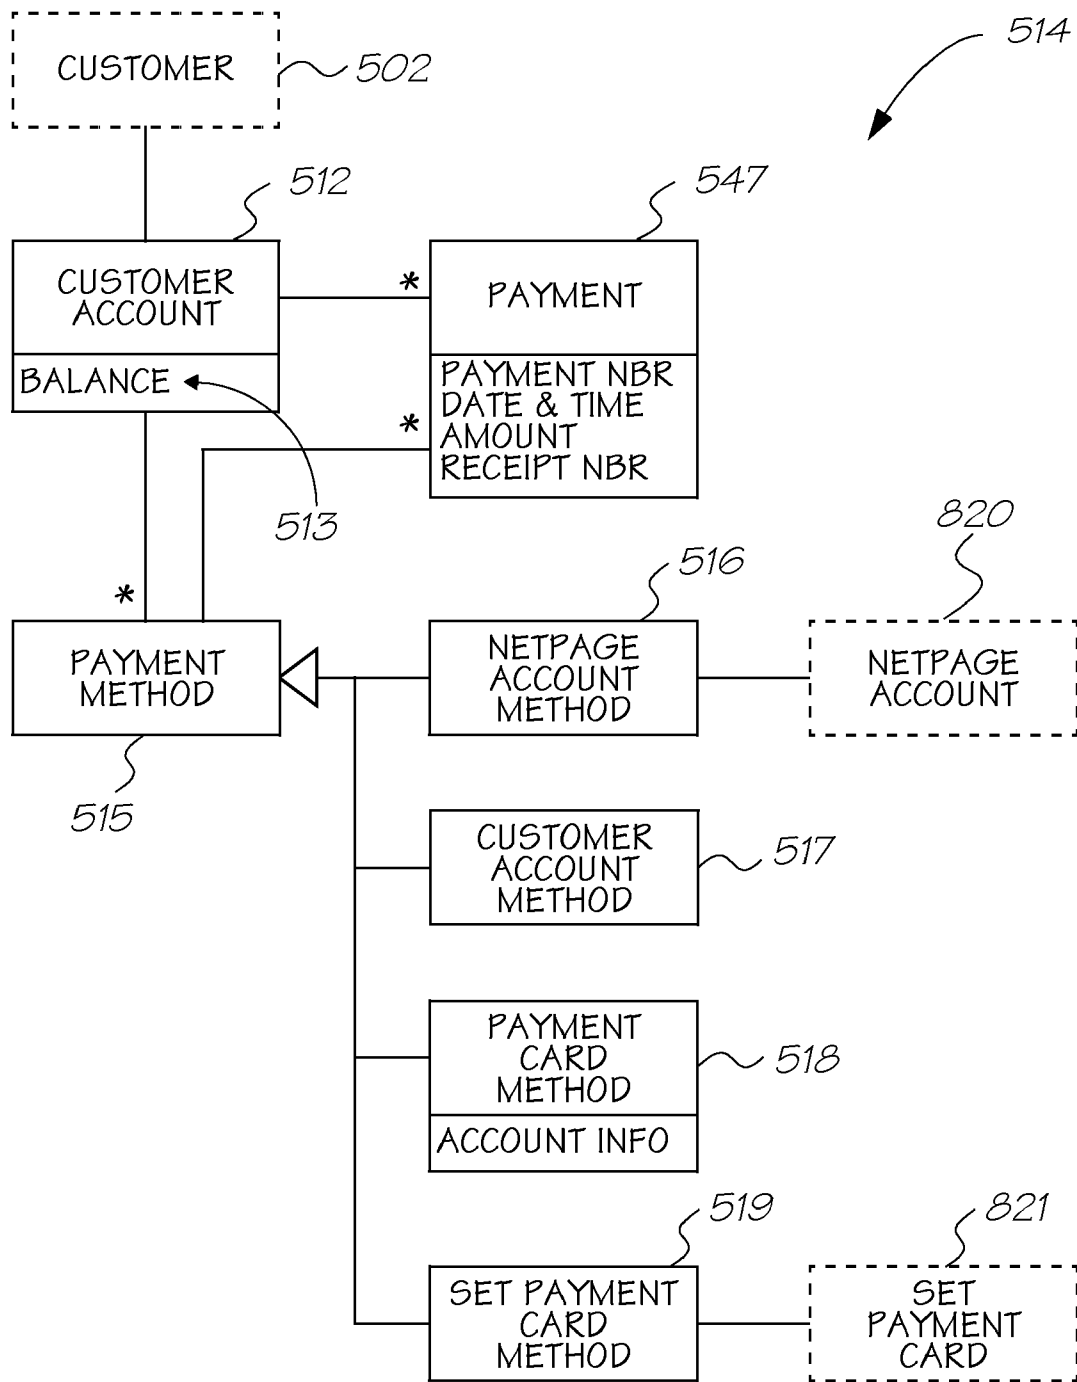 514
CUSTOMER
502
512
547
CUSTOMER
ACCOUNT
BALANCE
*
PAYMENT
PAYMENT NBR
DATE & TIME
AMOUNT
RECEIPT NBR
*
513
*
516
820
PAYMENT
METHOD
515
NETPAGE
ACCOUNT
METHOD
NETPAGE
ACCOUNT
CUSTOMER
ACCOUNT
METHOD
517
PAYMENT
CARD
METHOD
518
ACCOUNT INFO
519
821
SET PAYMENT
CARD
METHOD
SET
PAYMENT
CARD